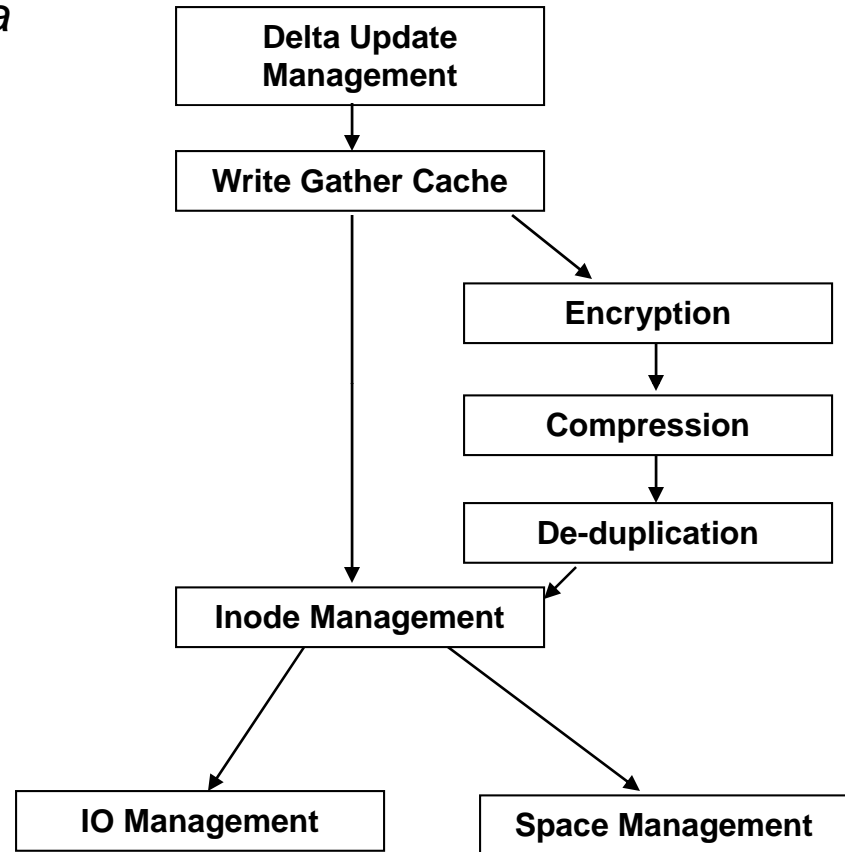 a
Delta Update
Management
Write Gather Cache
Encryption
Compression
De-duplication
Inode Management
IO Management
Space Management